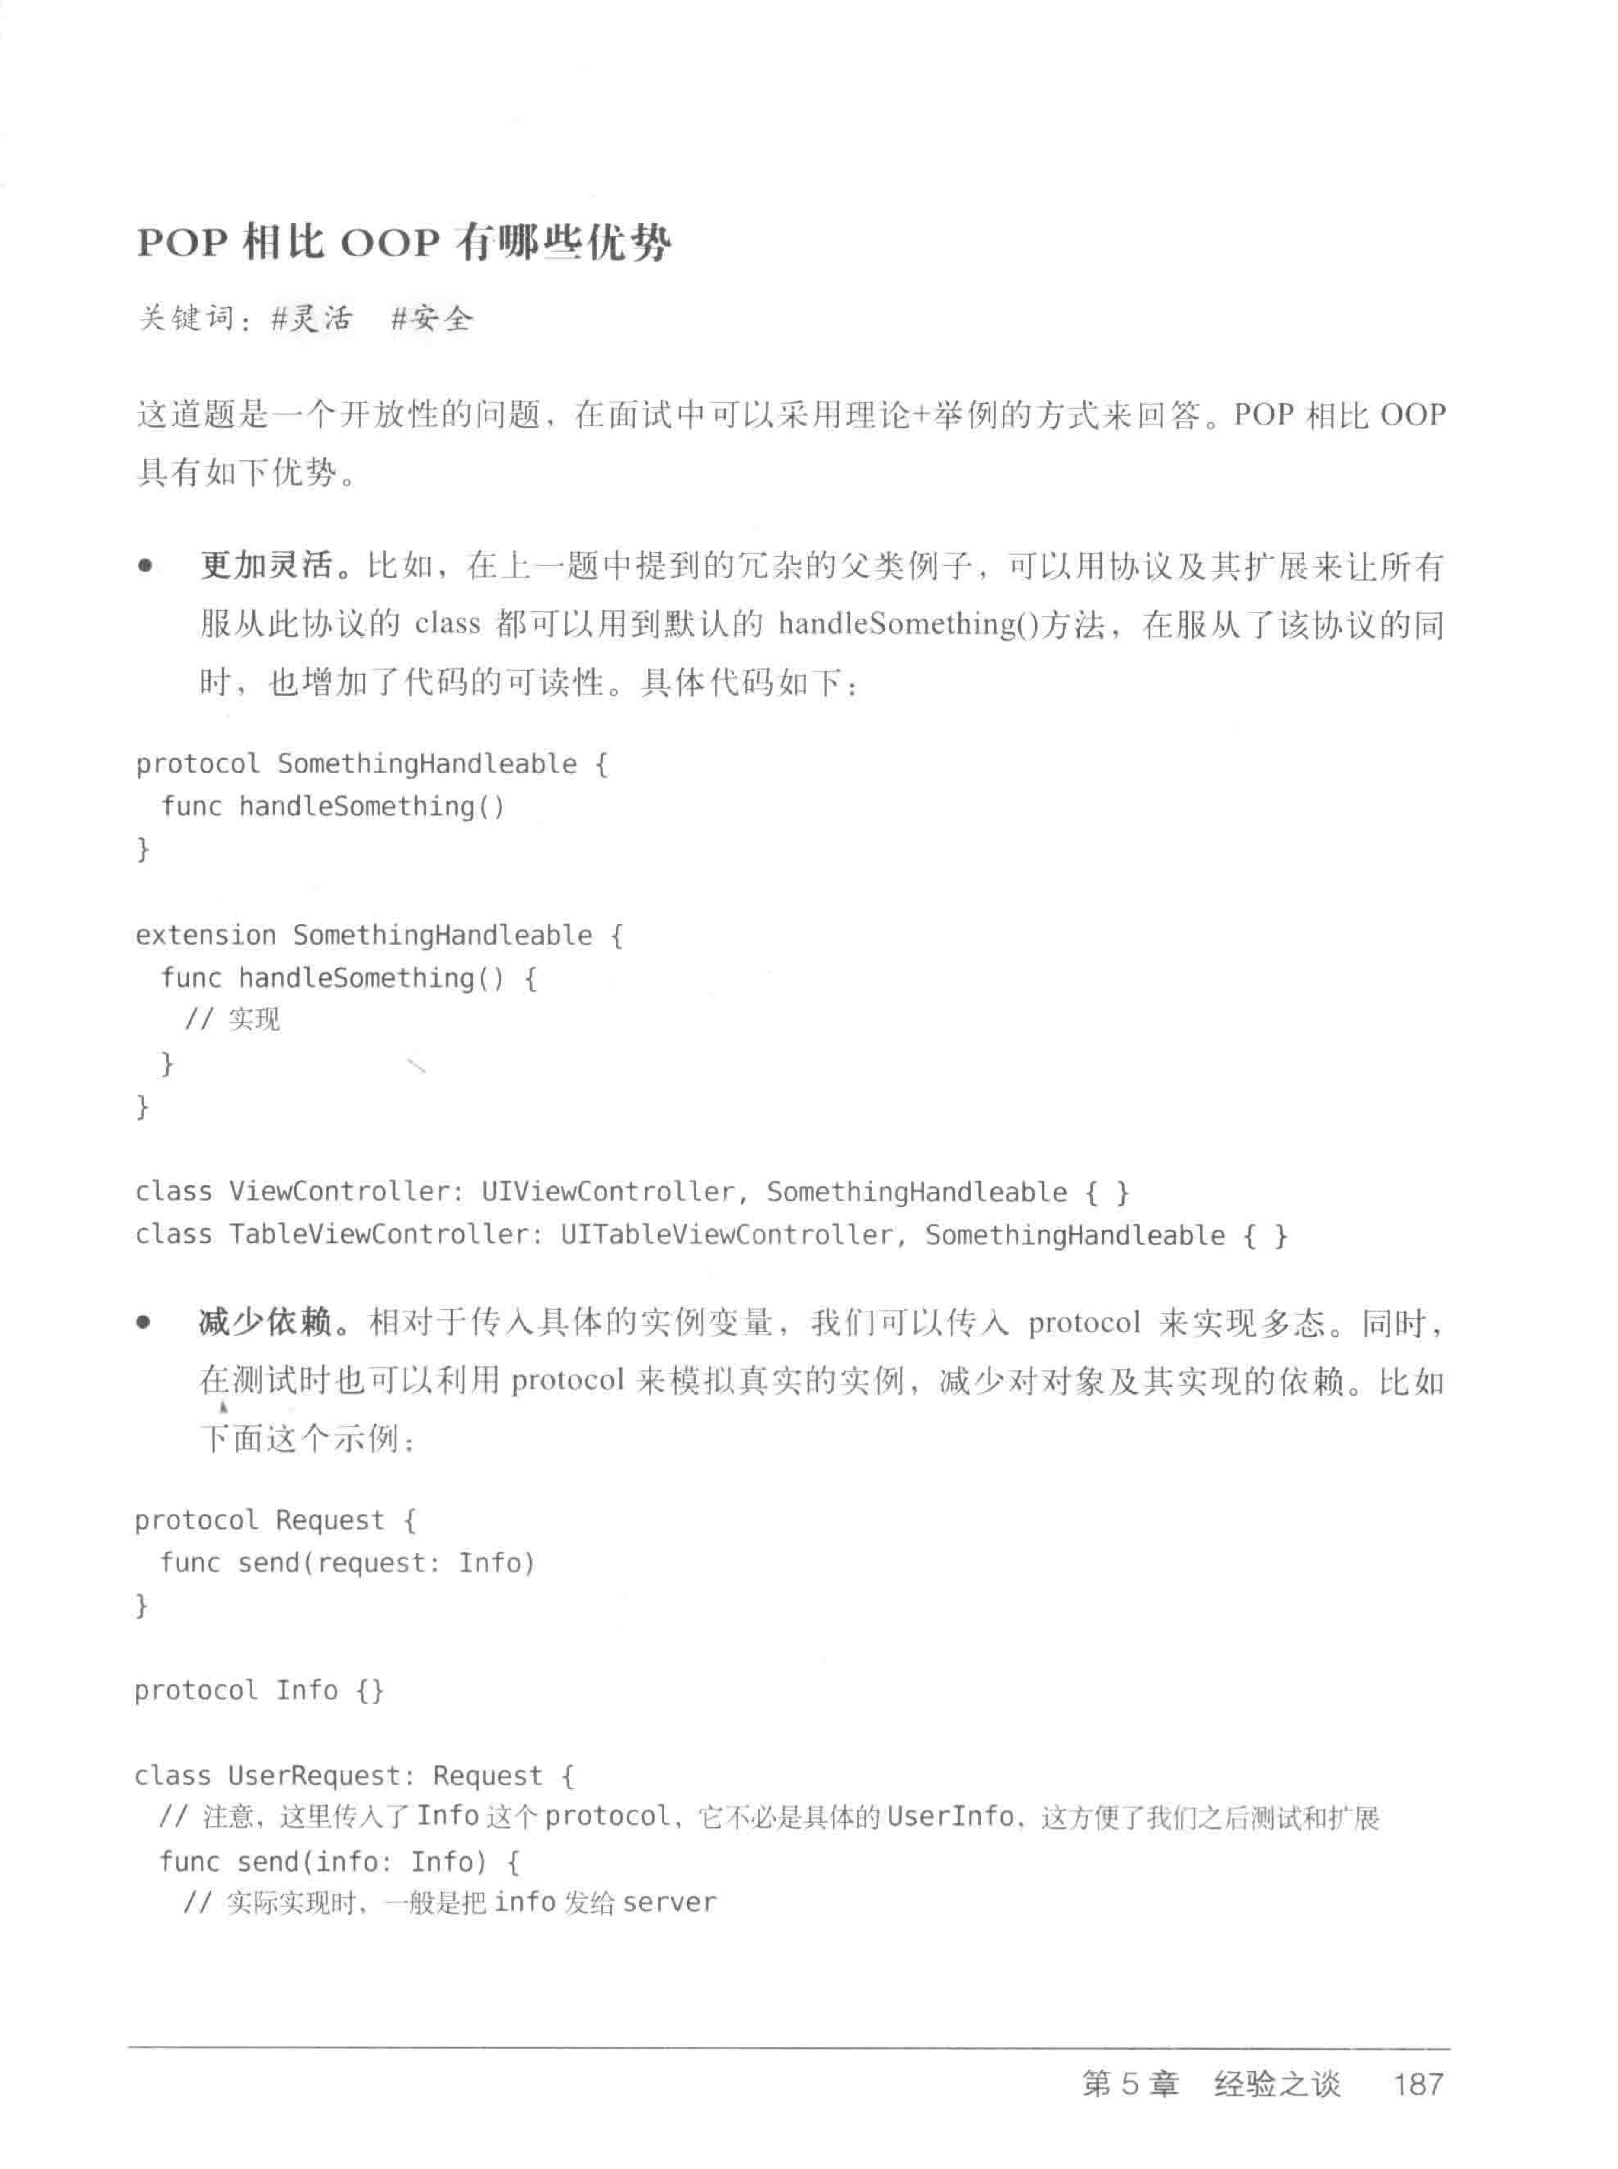 POP 相比 OOP 有哪些优势
关键词：#灵活　#安全
这道题是一个开放性的问题，在面试中可以采用理论+举例的方式来回答。POP 相比 OOP
具有如下优势。
● 更加灵活。比如，在上一题中提到的冗杂的父类例子，可以用协议及其扩展来让所有
服从此协议的 class 都可以用到默认的 handleSomething()方法，在服从了该协议的同
时，也增加了代码的可读性。具体代码如下：
protocol SomethingHandleable {
  func handleSomething()
}
extension SomethingHandleable {
  func handleSomething() {
    // 实现
  }
}
class ViewController: UIViewController, SomethingHandleable { }
class TableViewController: UITableViewController, SomethingHandleable { }
● 减少依赖。相对于传入具体的实例变量，我们可以传入 protocol 来实现多态。同时，
在测试时也可以利用 protocol 来模拟真实的实例，减少对对象及其实现的依赖。比如
下面这个示例：
protocol Request {
  func send(request: Info)
}
protocol Info {}
class UserRequest: Request {
  // 注意，这里传入了 Info 这个 protocol，它不必是具体的 UserInfo，这方便了我们之后测试和扩展
  func send(info: Info) {
    // 实际实现时，一般是把 info 发给 server
第 5 章　经验之谈　187